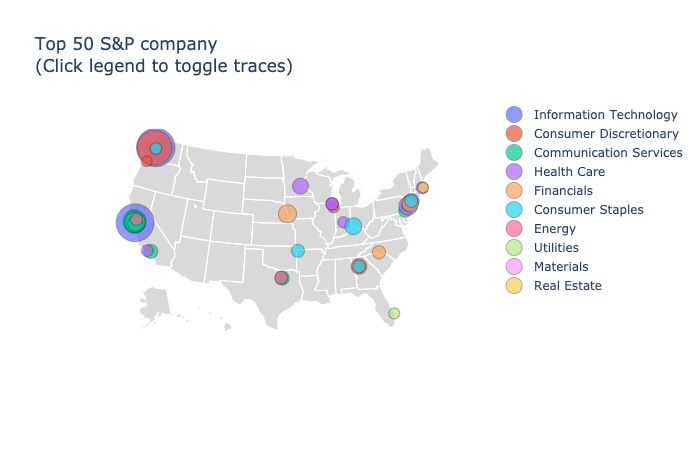 Top 50 S&P company
(Click legend to toggle traces)
Information Technology
Consumer Discretionary
Communication Services
Health Care
Financials
Consumer Staples
Energy
Utilities
Materials
Real Estate